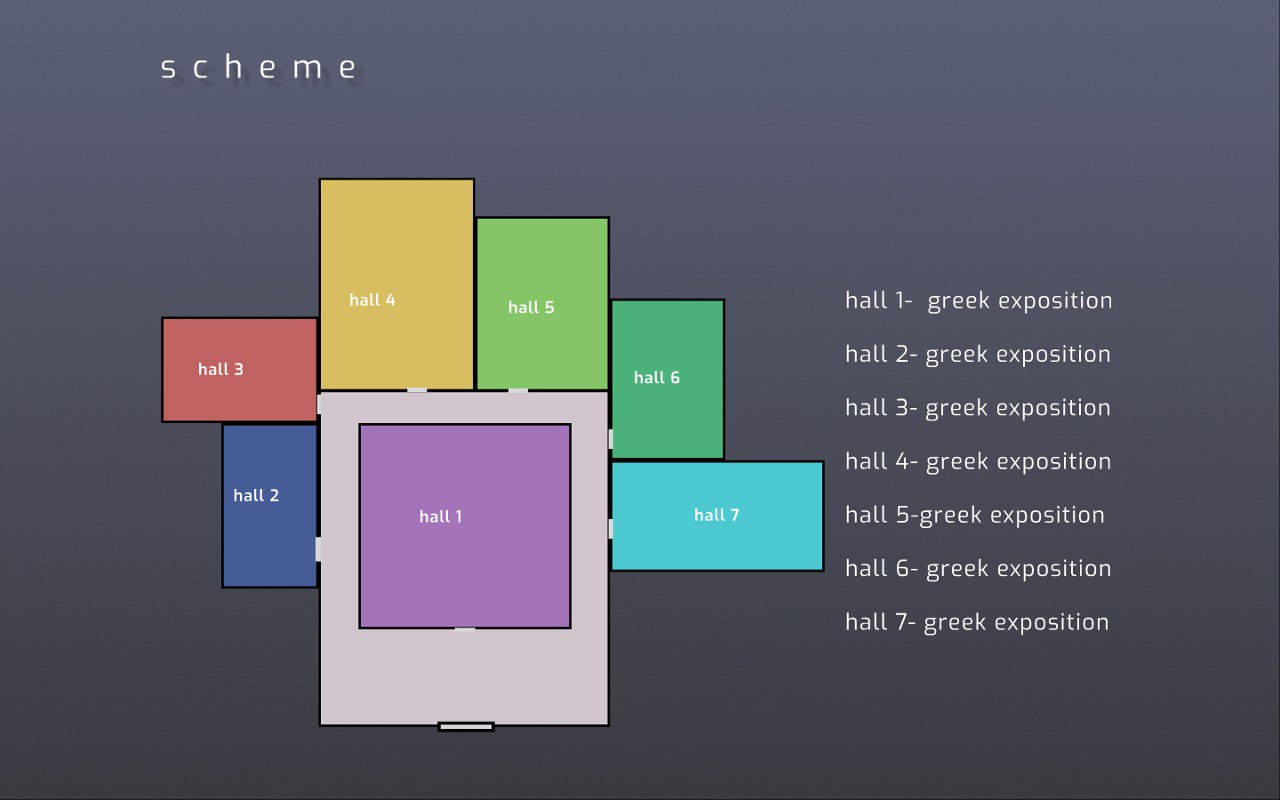 scheme
hall 4
hall 5
hall 3
hall 6
hall 2
hall 1
hall 7
hall 1-  greek exposition
hall 2- greek exposition
hall 3- greek exposition
hall 4- greek exposition
hall 5-greek exposition
hall 6- greek exposition
hall 7- greek exposition